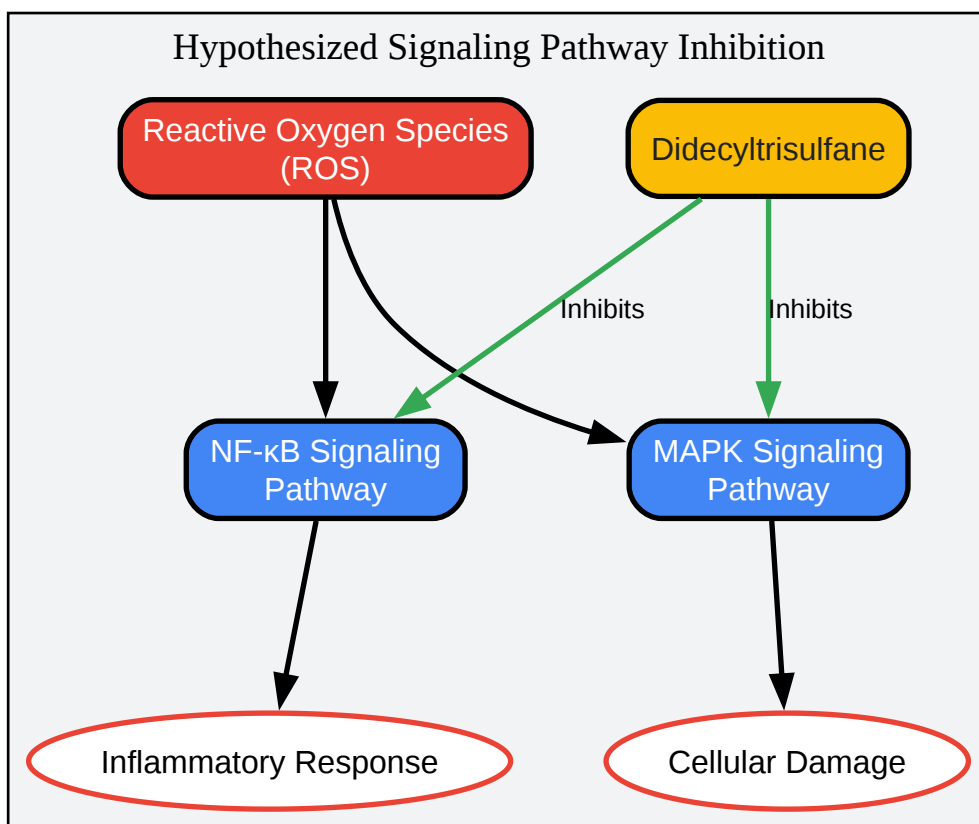 Hypothesized Signaling Pathway Inhibition
Reactive Oxygen Species
(ROS)
Didecyltrisulfane
Inhibits
Inhibits
NF-κB Signaling
Pathway
MAPK Signaling
Pathway
Inflammatory Response
Cellular Damage